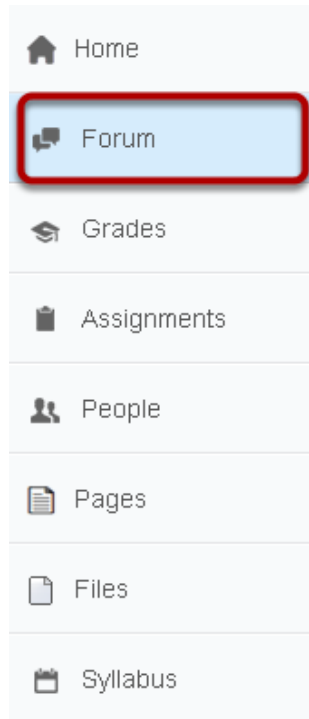 Home
Forum
Grades
Assignments
People
Pages
Files
Syllabus